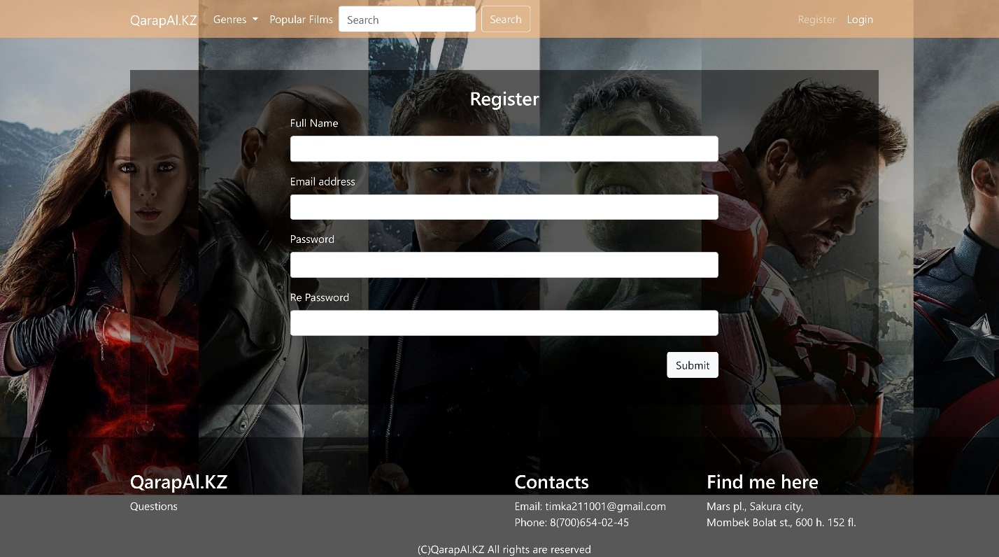 QarapAl.KZ Genres Popular Films Search Search Register Login
Register
Full Name
Email address
Password
Re Password
Submit
QarapAl.KZ
Questions
Contacts
Email: timka211001@gmail.com
Phone: 8(700)654-02-45
Find me here
Mars pl., Sakura city,
Mombek Bolat st., 600 h. 152 fl.
(C)QarapAl.KZ All rights are reserved